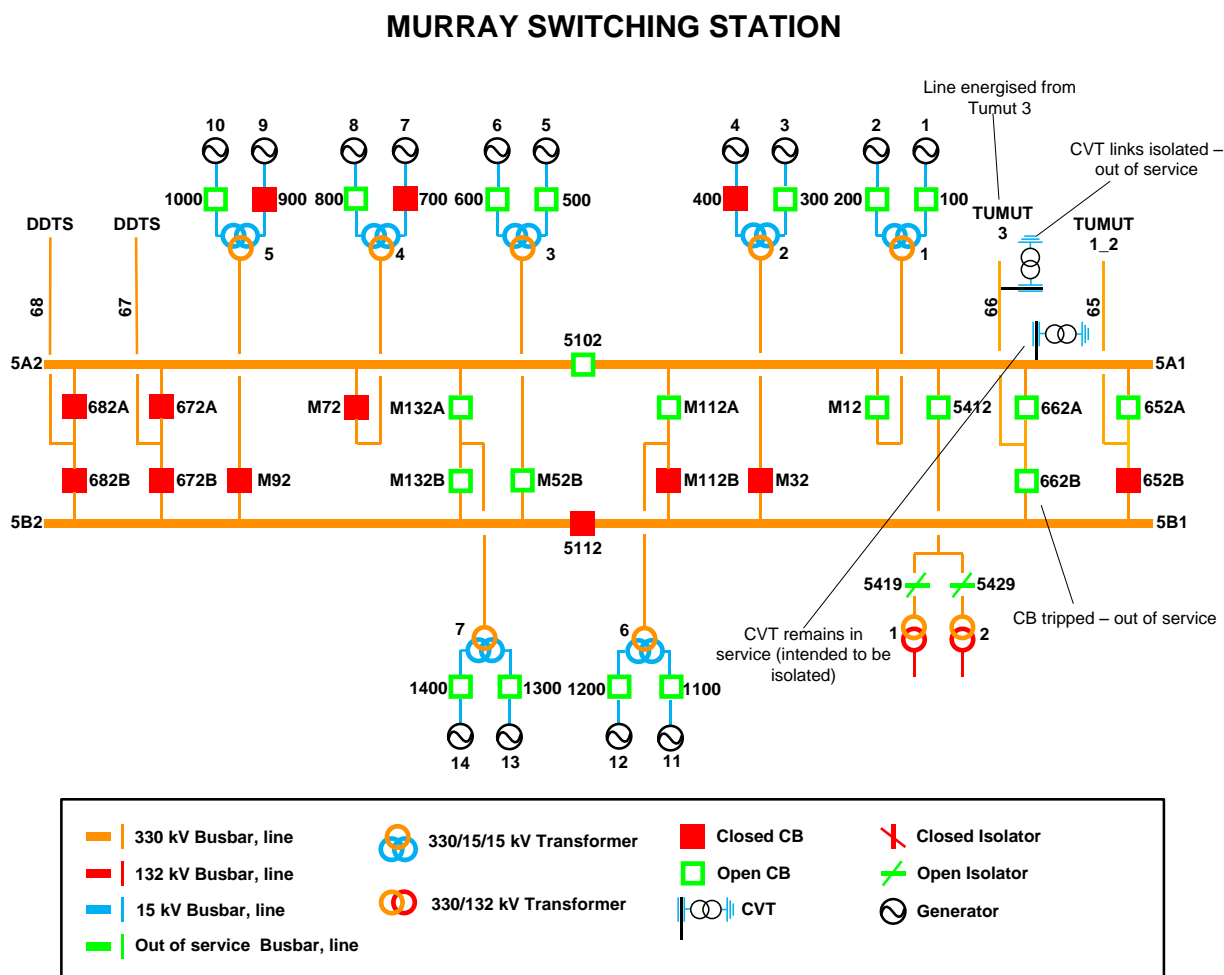 MURRAY SWITCHING STATION
Line energised from
Tumut 3
CVT links isolated –
out of service
10
9
8
7
6
5
4
3
2
1
1000
900
800
700
600
500
400
300
200
100
TUMUT
3
TUMUT
1_2
DDTS
DDTS
5
4
3
2
1
68
67
66
65
5102
5A2
5A1
682A
672A
M72
M132A
M112A
M12
5412
662A
652A
682B
672B
M92
M132B
M52B
M112B
M32
662B
652B
5B2
5B1
5112
5419
5429
CVT remains in
service (intended to be
isolated)
CB tripped – out of service
7
6
1
2
1400
1300
1200
1100
14
13
12
11
330 kV Busbar, line
132 kV Busbar, line
15 kV Busbar, line
Out of service Busbar, line
330/15/15 kV Transformer
330/132 kV Transformer
Closed CB
Open CB
CVT
Closed Isolator
Open Isolator
Generator